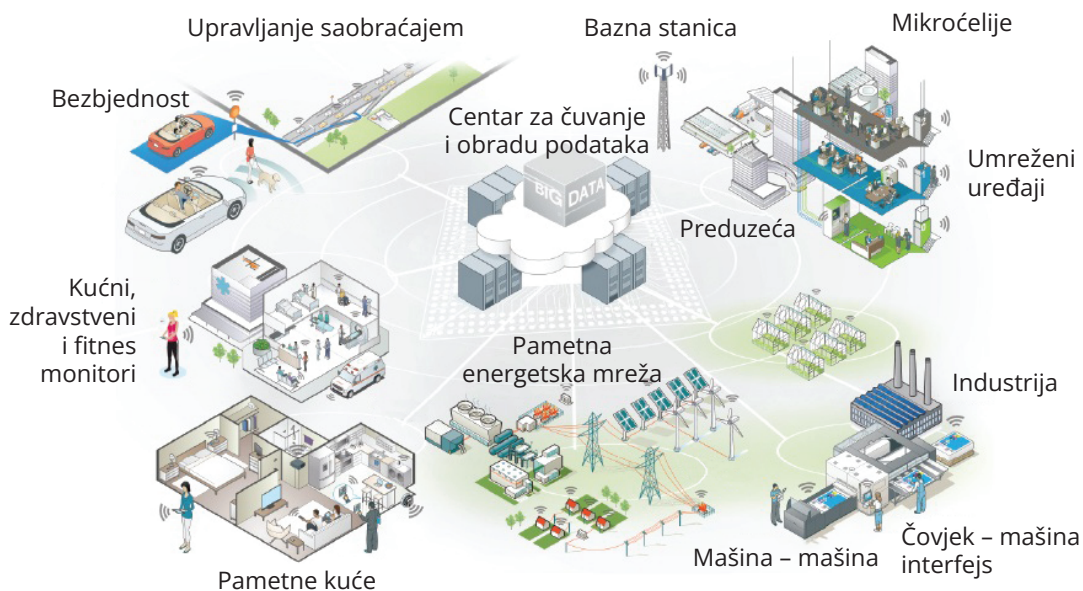 Upravljanje saobraćajem
Bazna stanica
Mikroćelije
Bezbjednost
Centar za čuvanje
i obradu podataka
BIG DATA
Umreženi
uređaji
Preduzeća
Kućni,
zdravstveni
i fitnes
monitori
Pametna
energetska mreža
Industrija
Mašina – mašina
Čovjek – mašina
interfejs
Pametne kuće